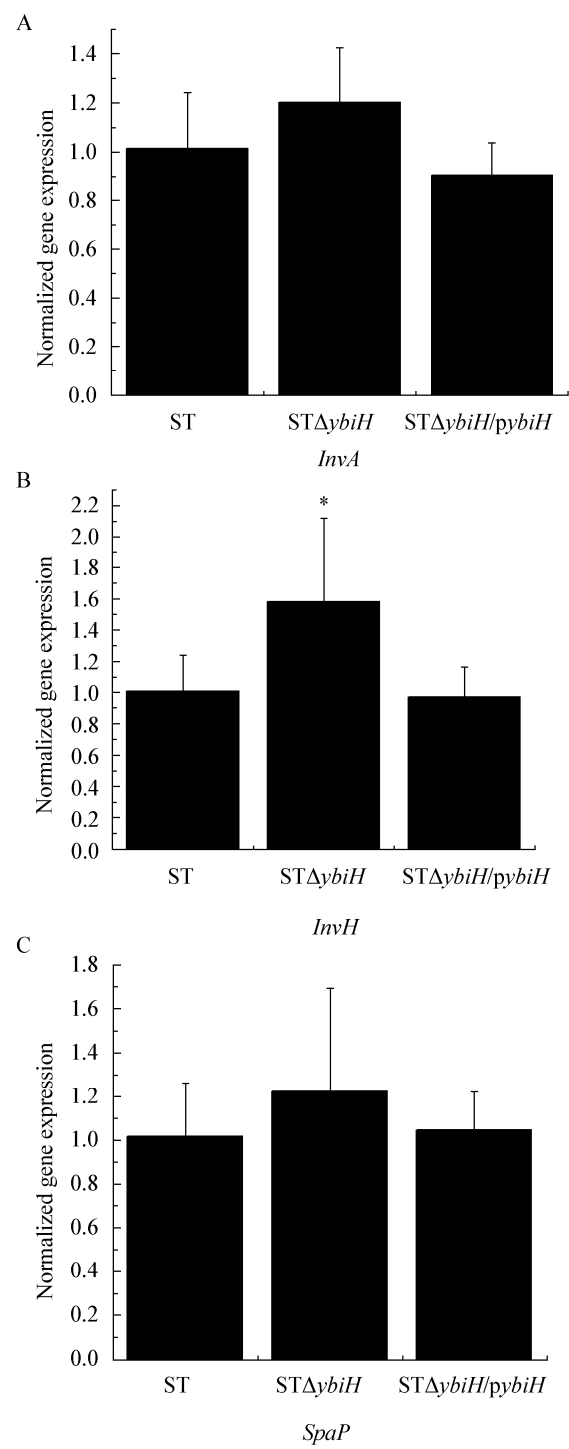 A
Normalized gene expression
1.4
1.2
1.0
0.8
0.6
0.4
0.2
0.0
ST
STΔybiH
STΔybiH/pybiH
InvA
B
Normalized gene expression
2.2
2.0
1.8
1.6
1.4
1.2
1.0
0.8
0.6
0.4
0.2
0.0
*
ST
STΔybiH
STΔybiH/pybiH
InvH
C
Normalized gene expression
1.8
1.6
1.4
1.2
1.0
0.8
0.6
0.4
0.2
0.0
ST
STΔybiH
STΔybiH/pybiH
SpaP